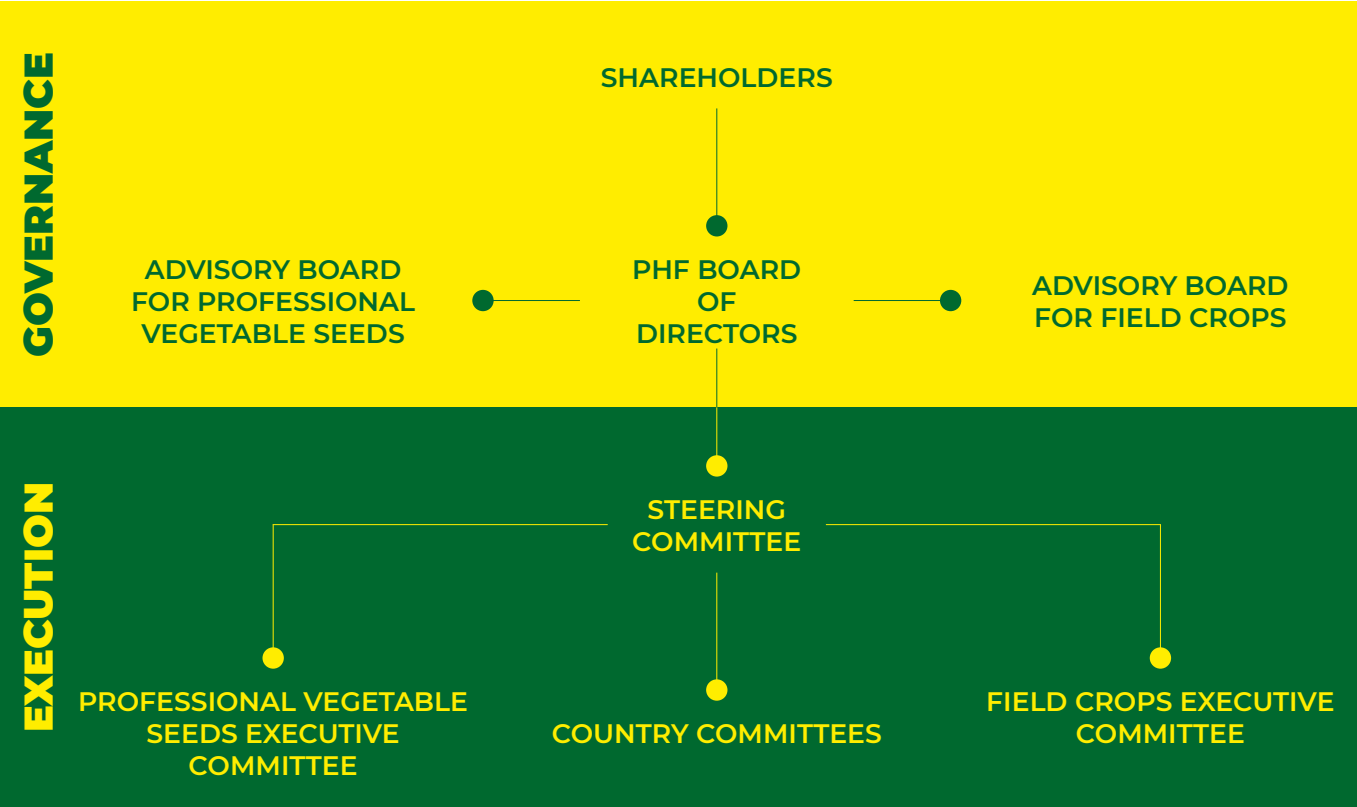 GOVERNANCE
SHAREHOLDERS
ADVISORY BOARD
FOR PROFESSIONAL
VEGETABLE SEEDS
PHF BOARD
OF
DIRECTORS
ADVISORY BOARD
FOR FIELD CROPS
EXECUTION
STEERING
COMMITTEE
PROFESSIONAL VEGETABLE
SEEDS EXECUTIVE
COMMITTEE
COUNTRY COMMITTEES
FIELD CROPS EXECUTIVE
COMMITTEE